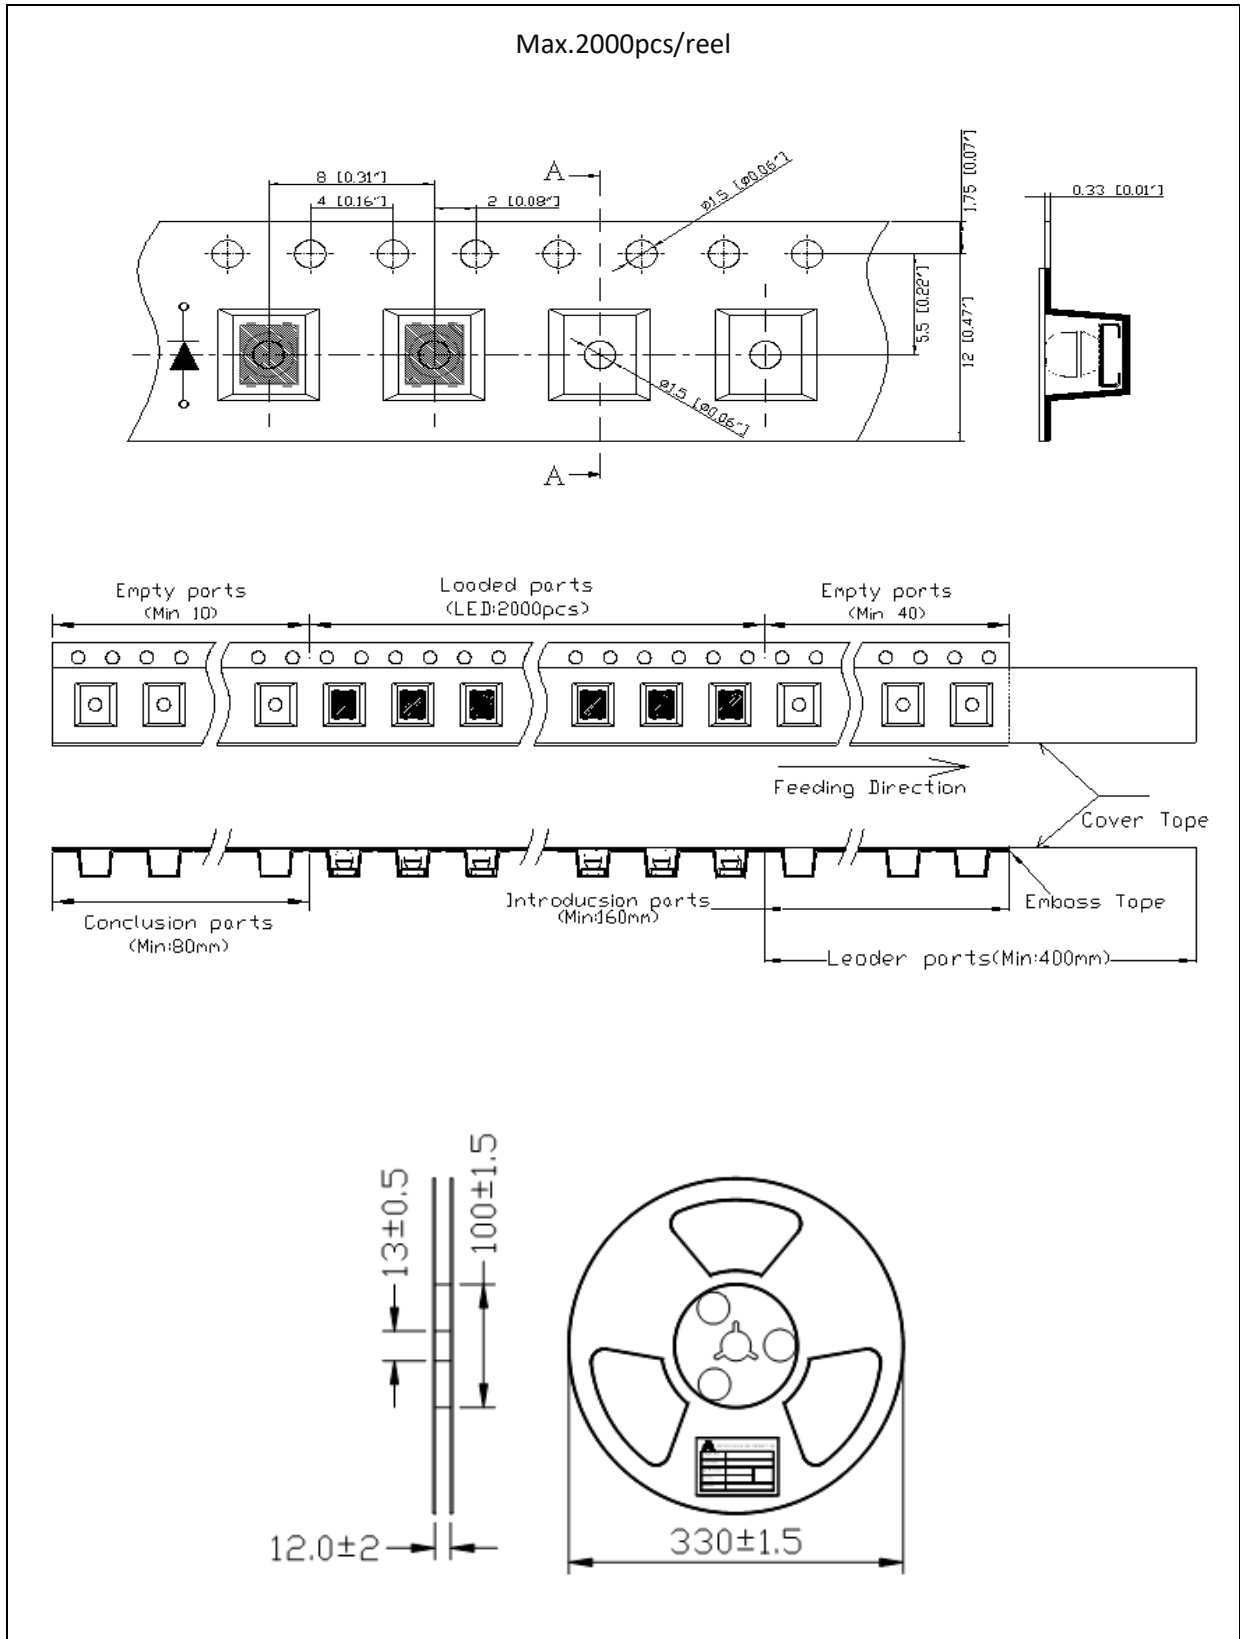 Max.2000pcs/reel
8 [0.31"]
4 [0.16"]
2 [0.08"]
A
ø1.5 [ø0.06"]
1.75 [0.07"]
0.33 [0.01"]
5.5 [0.22"]
12 [0.47"]
ø1.5 [ø0.06"]
A
Empty parts
(Min 10)
Loaded parts
(LED:2000pcs)
Empty parts
(Min 40)
Feeding Direction
Cover Tape
Conclusion parts
(Min:80mm)
Introducsion parts
(Min:160mm)
Emboss Tape
Leader parts(Min:400mm)
13±0.5
100±1.5
A
12.0±2
330±1.5